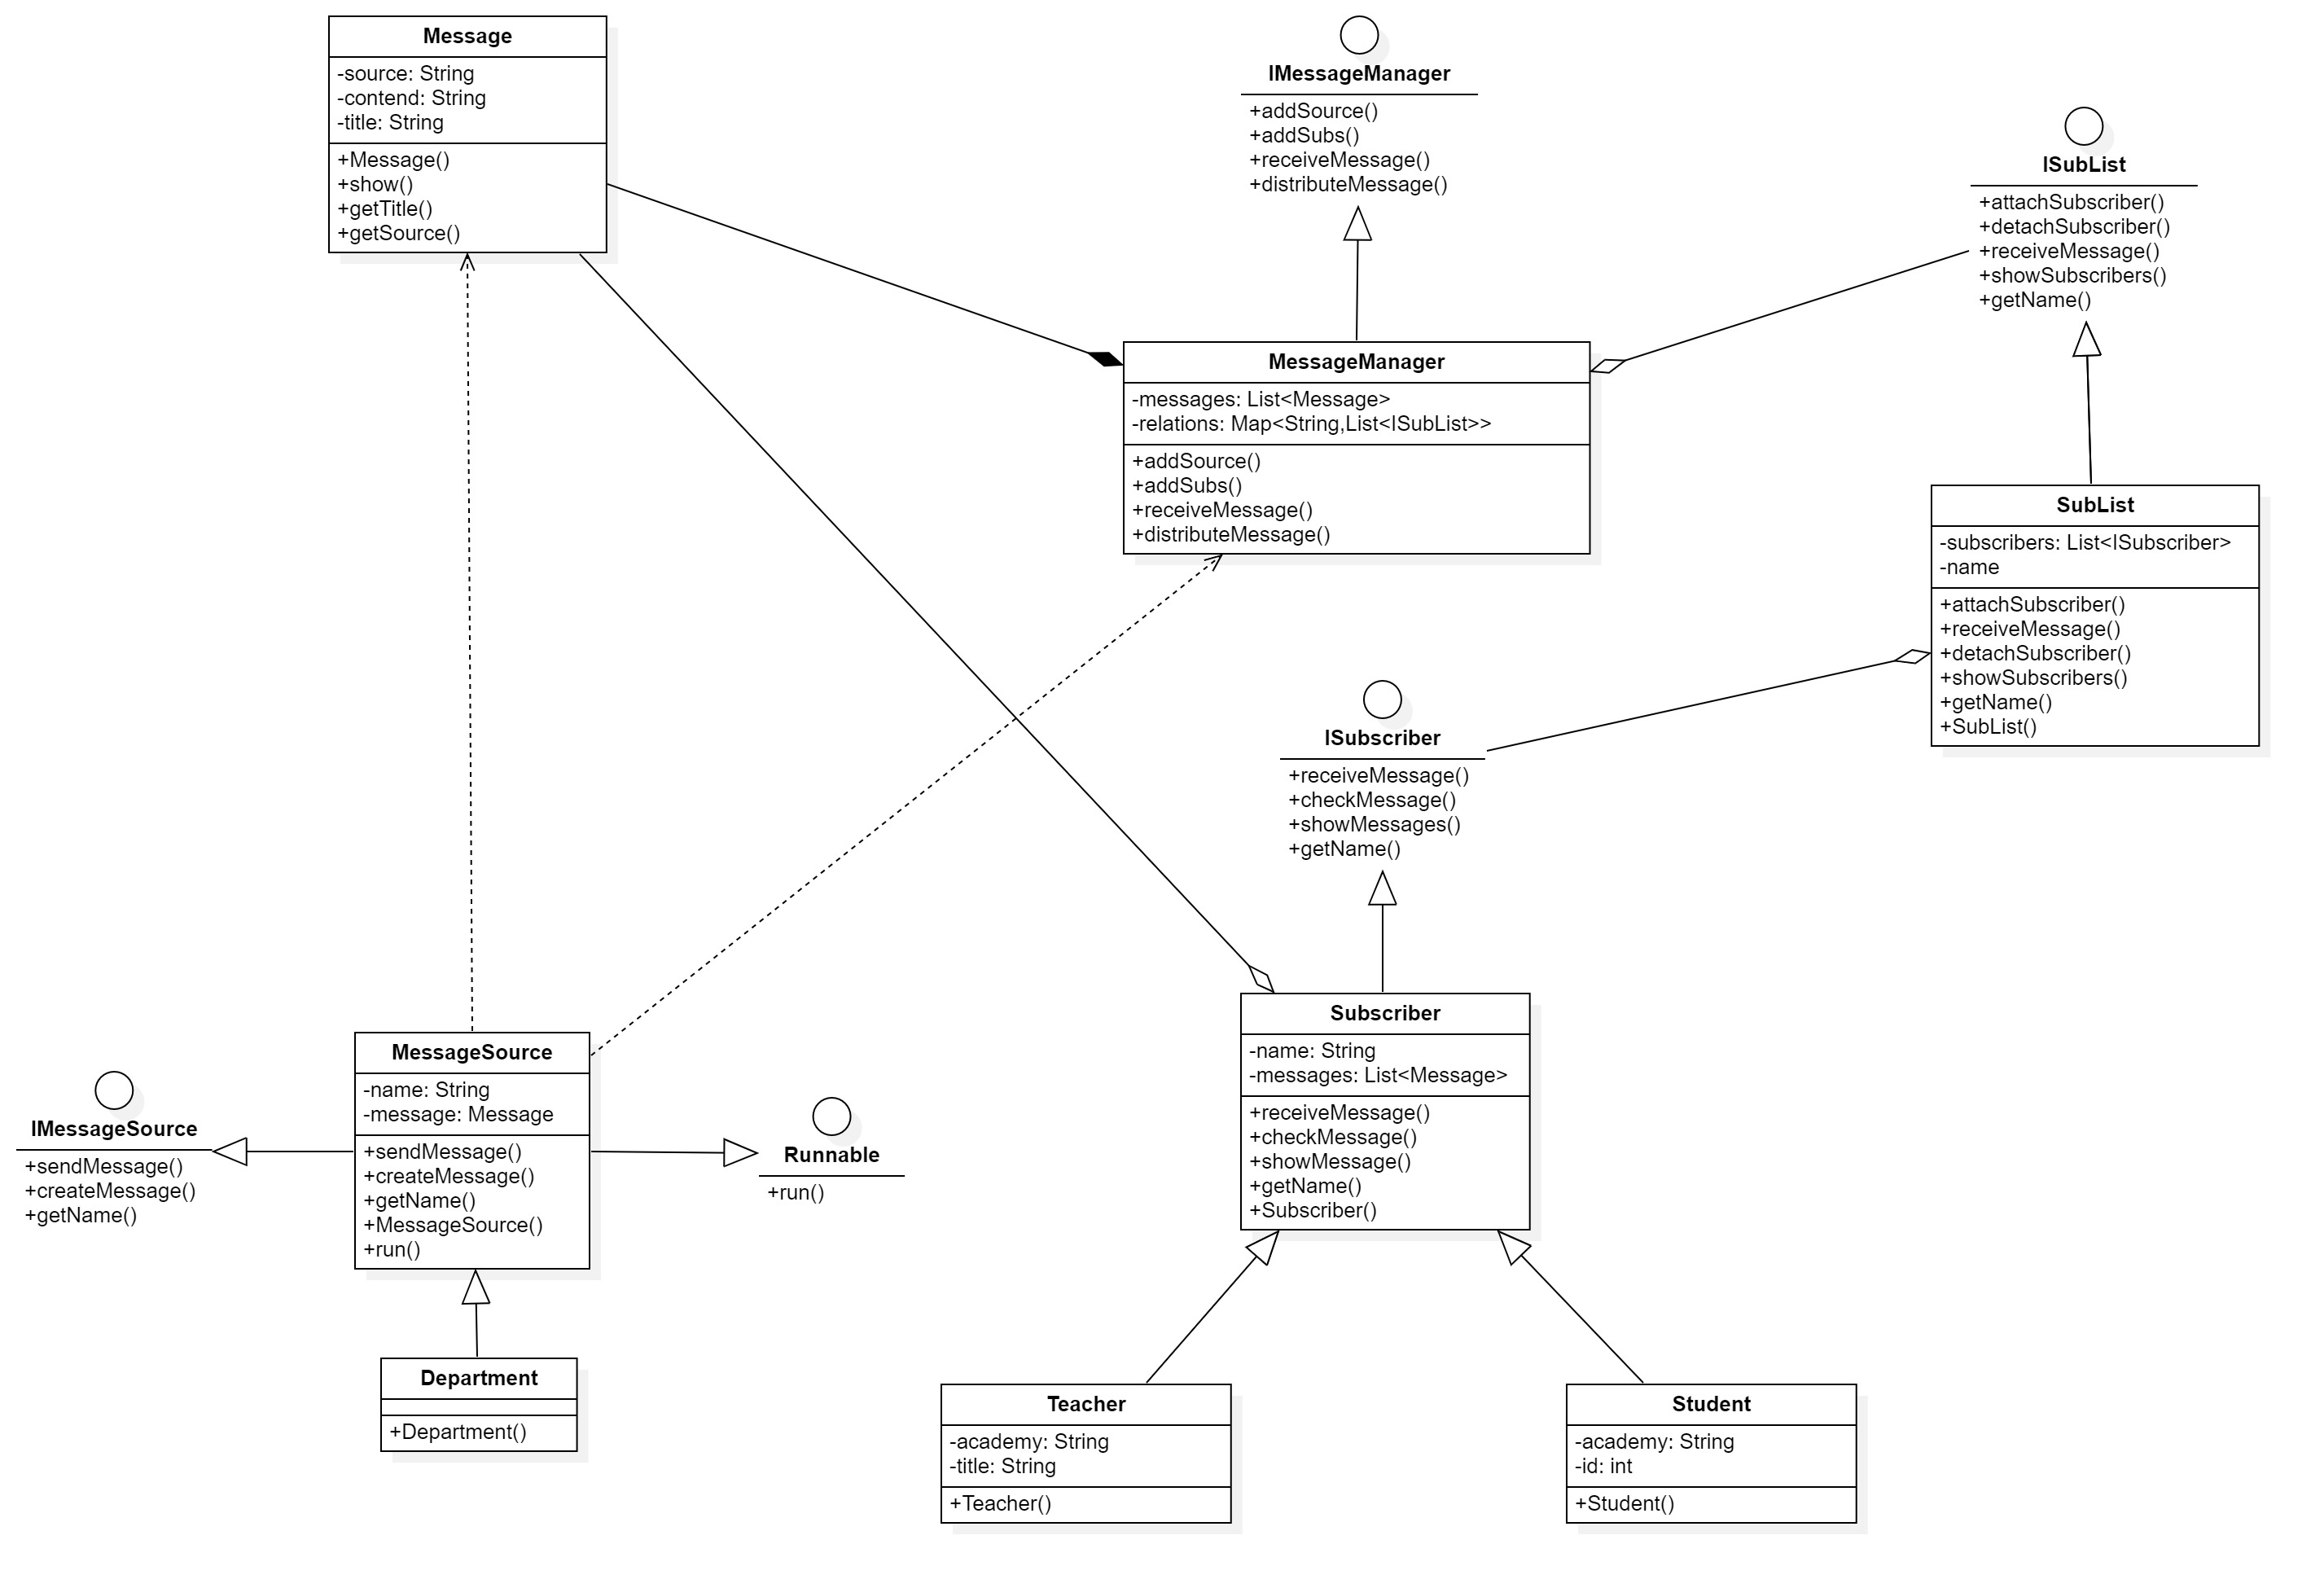 Message
-source: String
-contend: String
-title: String
+Message()
+show()
+getTitle()
+getSource()
IMessageManager
+addSource()
+addSubs()
+receiveMessage()
+distributeMessage()
ISubList
+attachSubscriber()
+detachSubscriber()
+receiveMessage()
+showSubscribers()
+getName()
MessageManager
-messages: List<Message>
-relations: Map<String,List<ISubList>>
+addSource()
+addSubs()
+receiveMessage()
+distributeMessage()
SubList
-subscribers: List<ISubscriber>
-name
+attachSubscriber()
+receiveMessage()
+detachSubscriber()
+showSubscribers()
+getName()
+SubList()
ISubscriber
+receiveMessage()
+checkMessage()
+showMessages()
+getName()
IMessageSource
+sendMessage()
+createMessage()
+getName()
MessageSource
-name: String
-message: Message
+sendMessage()
+createMessage()
+getName()
+MessageSource()
+run()
Runnable
+run()
Subscriber
-name: String
-messages: List<Message>
+receiveMessage()
+checkMessage()
+showMessage()
+getName()
+Subscriber()
Department
+Department()
Teacher
-academy: String
-title: String
+Teacher()
Student
-academy: String
-id: int
+Student()